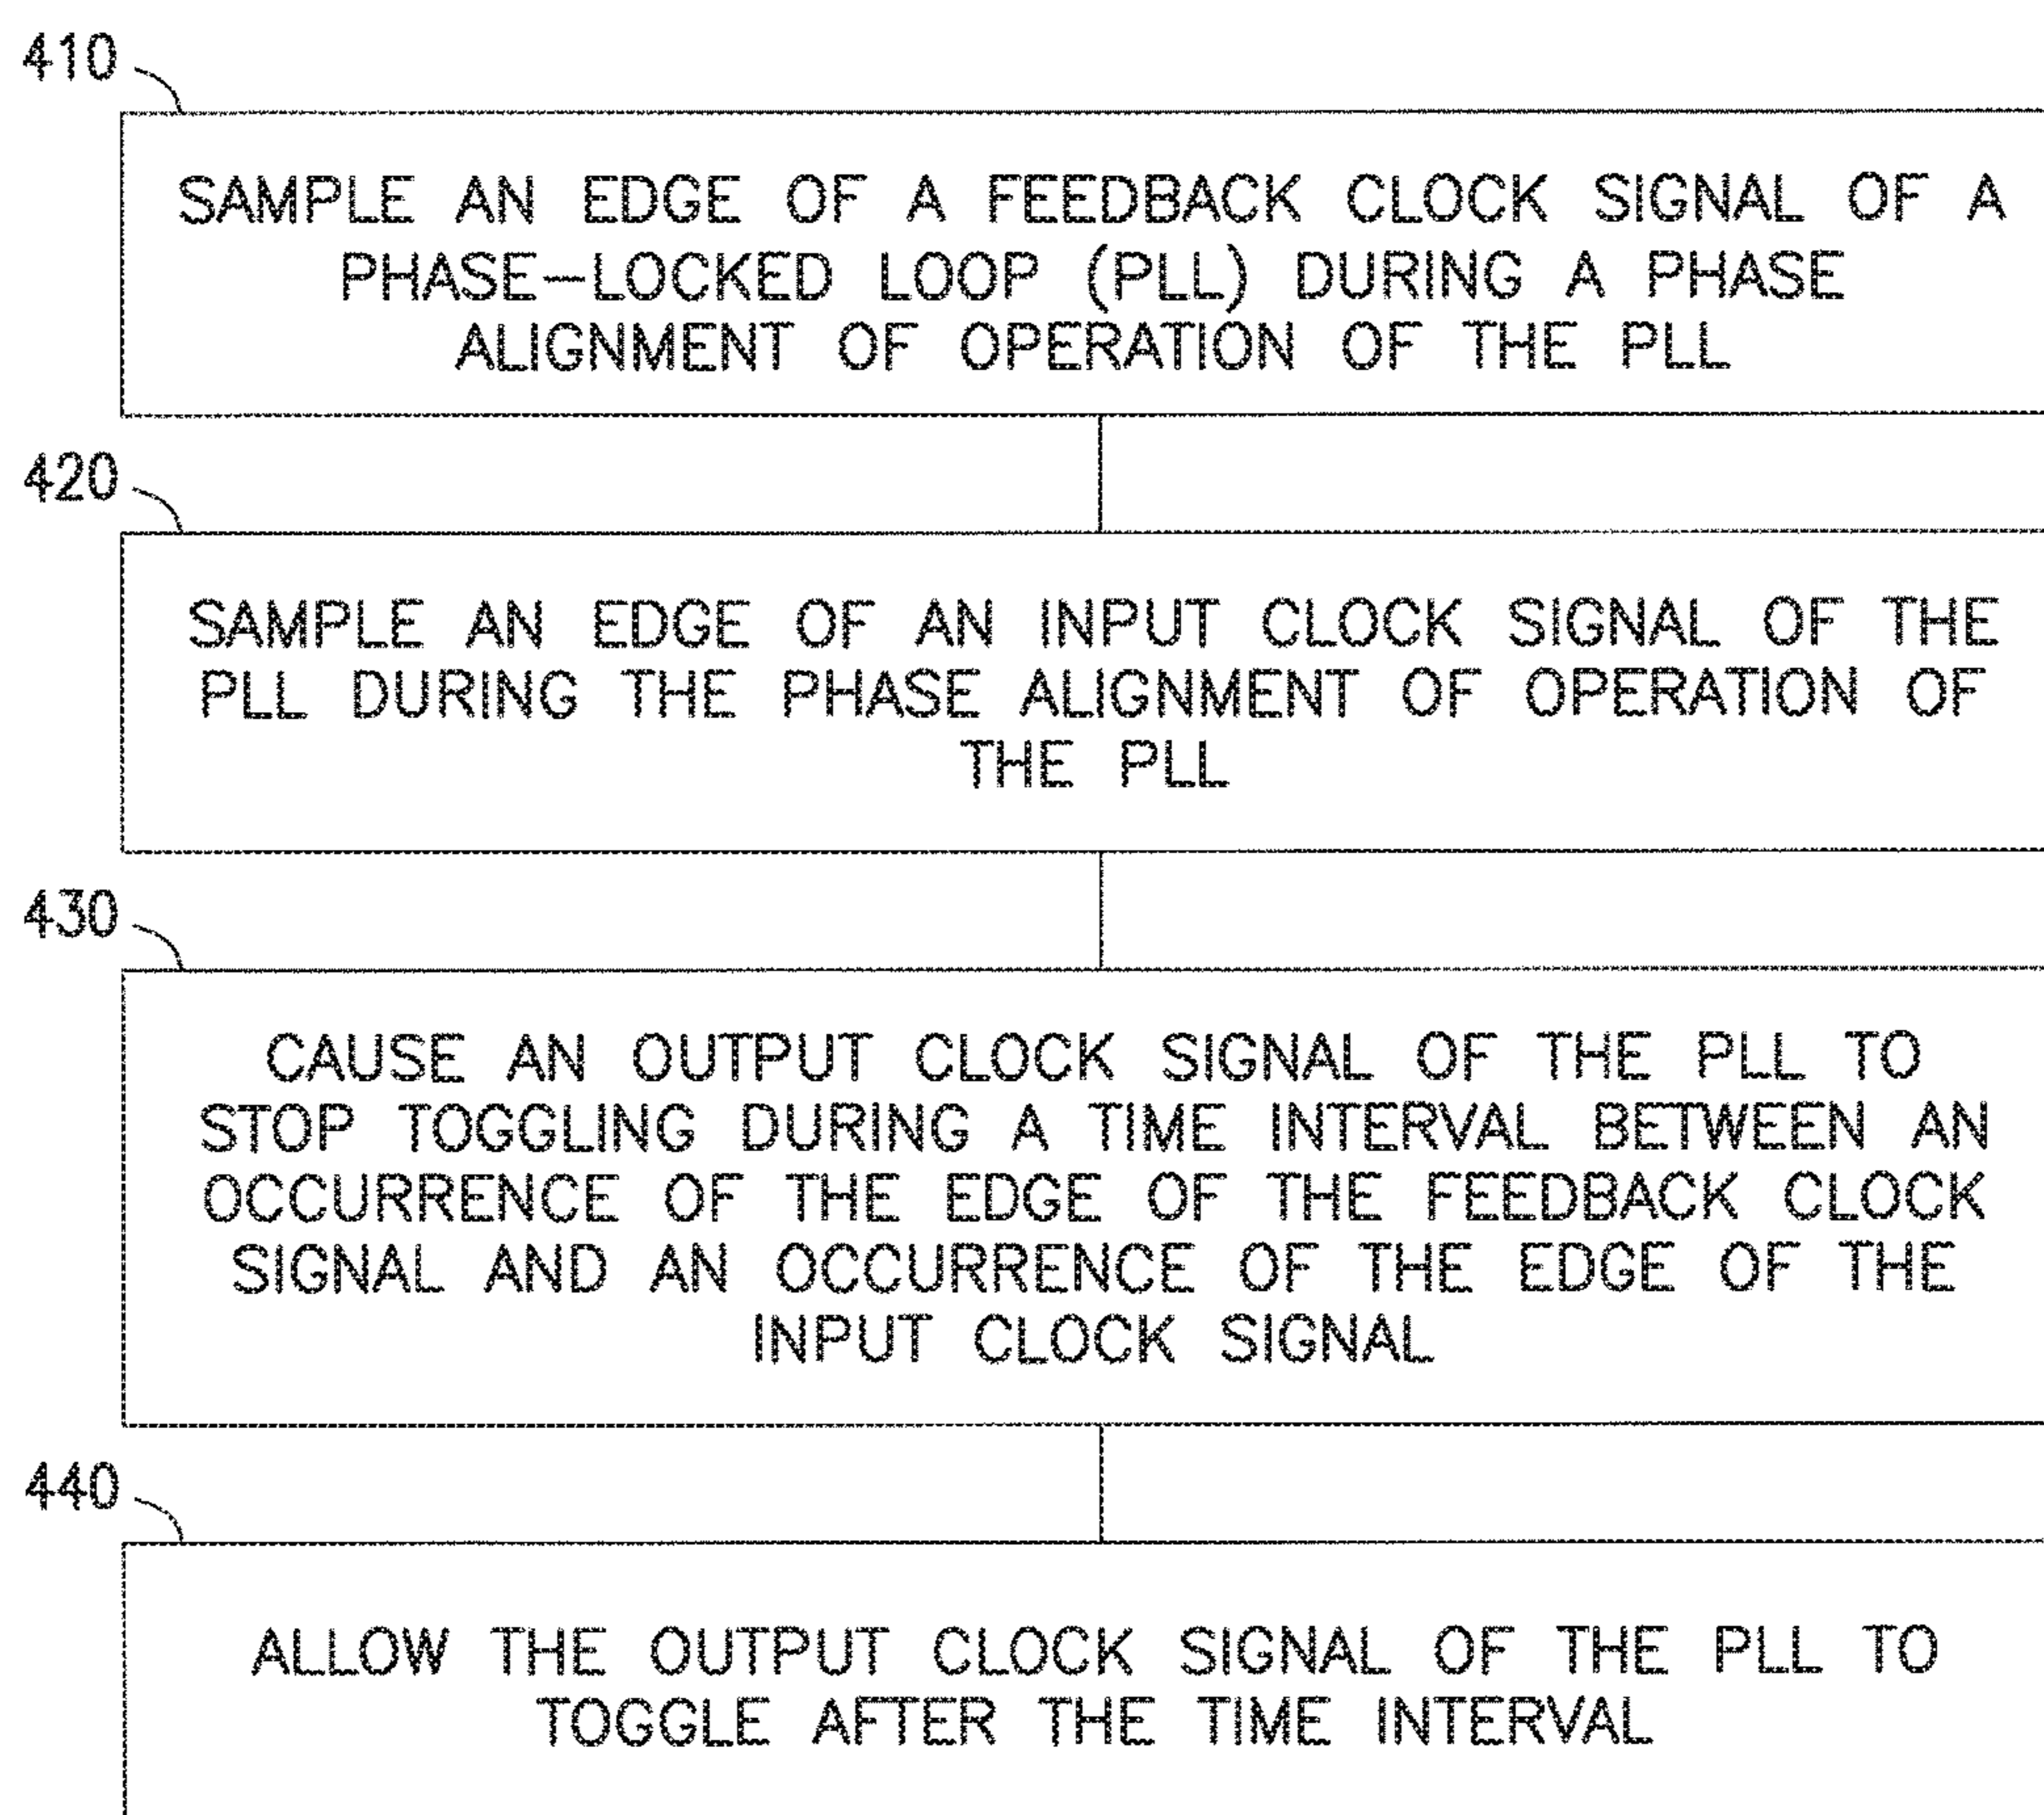 410
SAMPLE AN EDGE OF A FEEDBACK CLOCK SIGNAL OF A
PHASE-LOCKED LOOP (PLL) DURING A PHASE
ALIGNMENT OF OPERATION OF THE PLL
420
SAMPLE AN EDGE OF AN INPUT CLOCK SIGNAL OF THE
PLL DURING THE PHASE ALIGNMENT OF OPERATION OF
THE PLL
430
CAUSE AN OUTPUT CLOCK SIGNAL OF THE PLL TO
STOP TOGGLING DURING A TIME INTERVAL BETWEEN AN
OCCURRENCE OF THE EDGE OF THE FEEDBACK CLOCK
SIGNAL AND AN OCCURRENCE OF THE EDGE OF THE
INPUT CLOCK SIGNAL
440
ALLOW THE OUTPUT CLOCK SIGNAL OF THE PLL TO
TOGGLE AFTER THE TIME INTERVAL